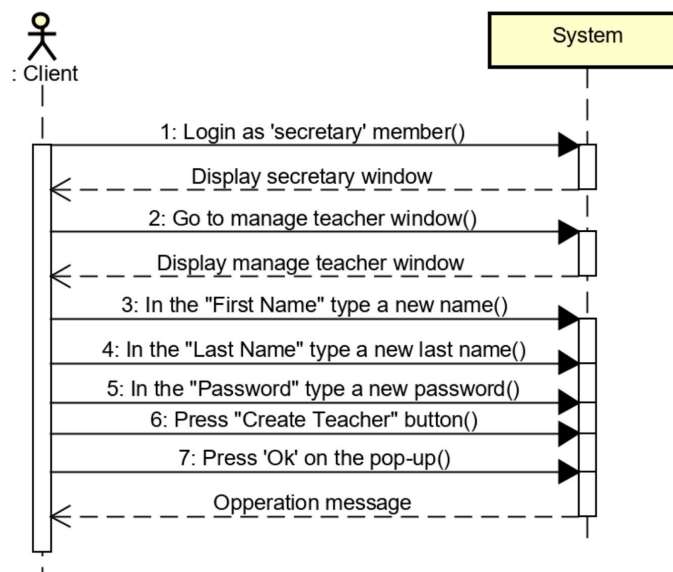 System
: Client
1: Login as 'secretary' member()
Display secretary window
2: Go to manage teacher window()
Display manage teacher window
3: In the "First Name" type a new name()
4: In the "Last Name" type a new last name()
5: In the "Password" type a new password()
6: Press "Create Teacher" button()
7: Press 'Ok' on the pop-up()
Opperation message